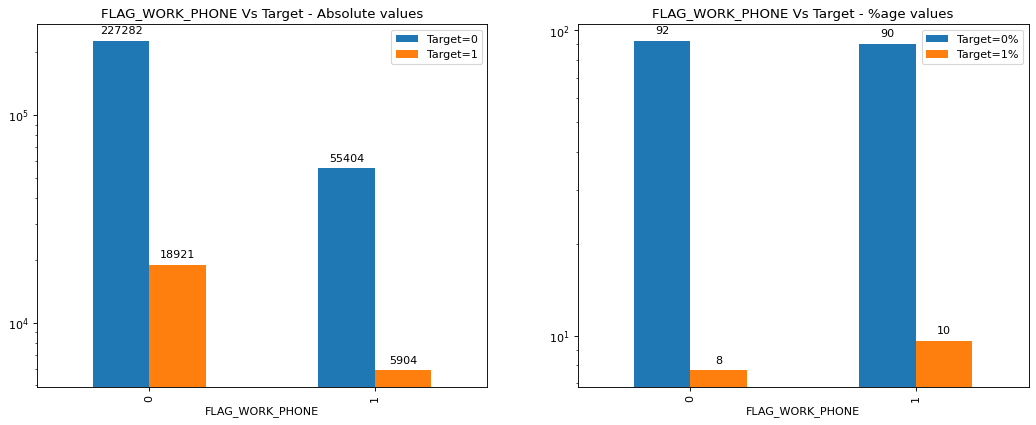 FLAG_WORK_PHONE Vs Target - Absolute values
227282
Target=0
Target=1
10^5
55404
18921
10^4
5904
0
1
FLAG_WORK_PHONE
FLAG_WORK_PHONE Vs Target - %age values
10^2
92
90
Target=0%
Target=1%
10^1
10
8
0
1
FLAG_WORK_PHONE